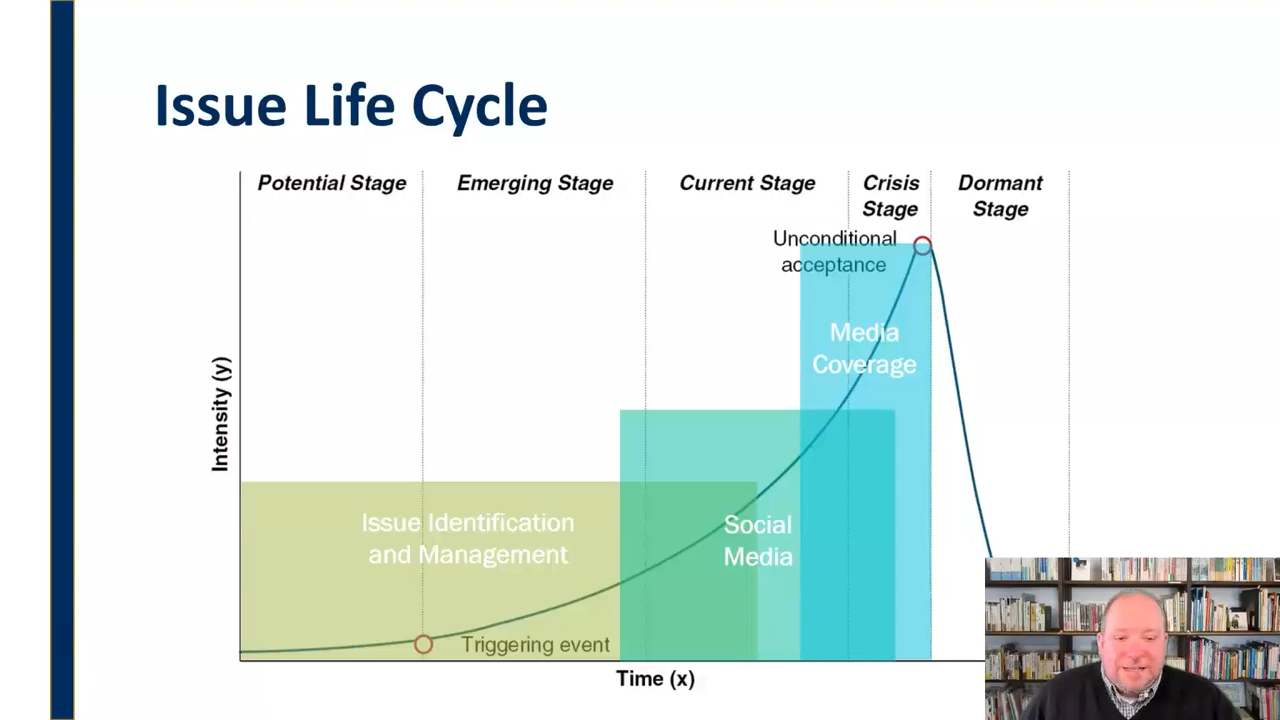 Issue Life Cycle
Potential Stage
Emerging Stage
Current Stage
Crisis
Stage
Dormant
Stage
Unconditional
acceptance
Media
Coverage
Intensity (y)
Issue Identification
and Management
Social
Media
Triggering event
Time (x)